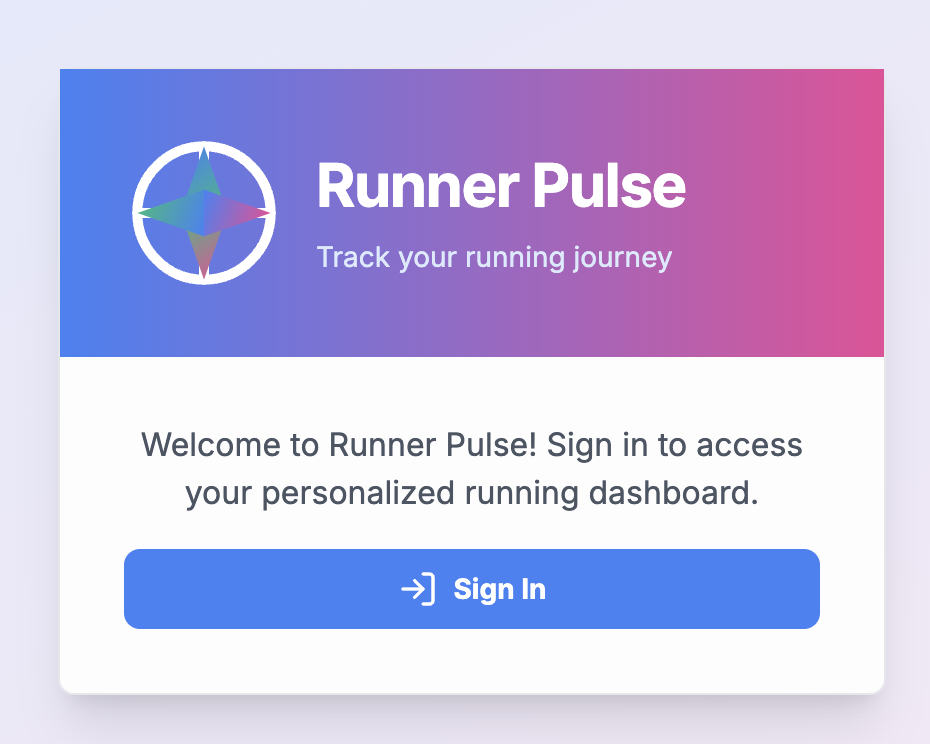 Runner Pulse
Track your running journey
Welcome to Runner Pulse! Sign in to access
your personalized running dashboard.
Sign In